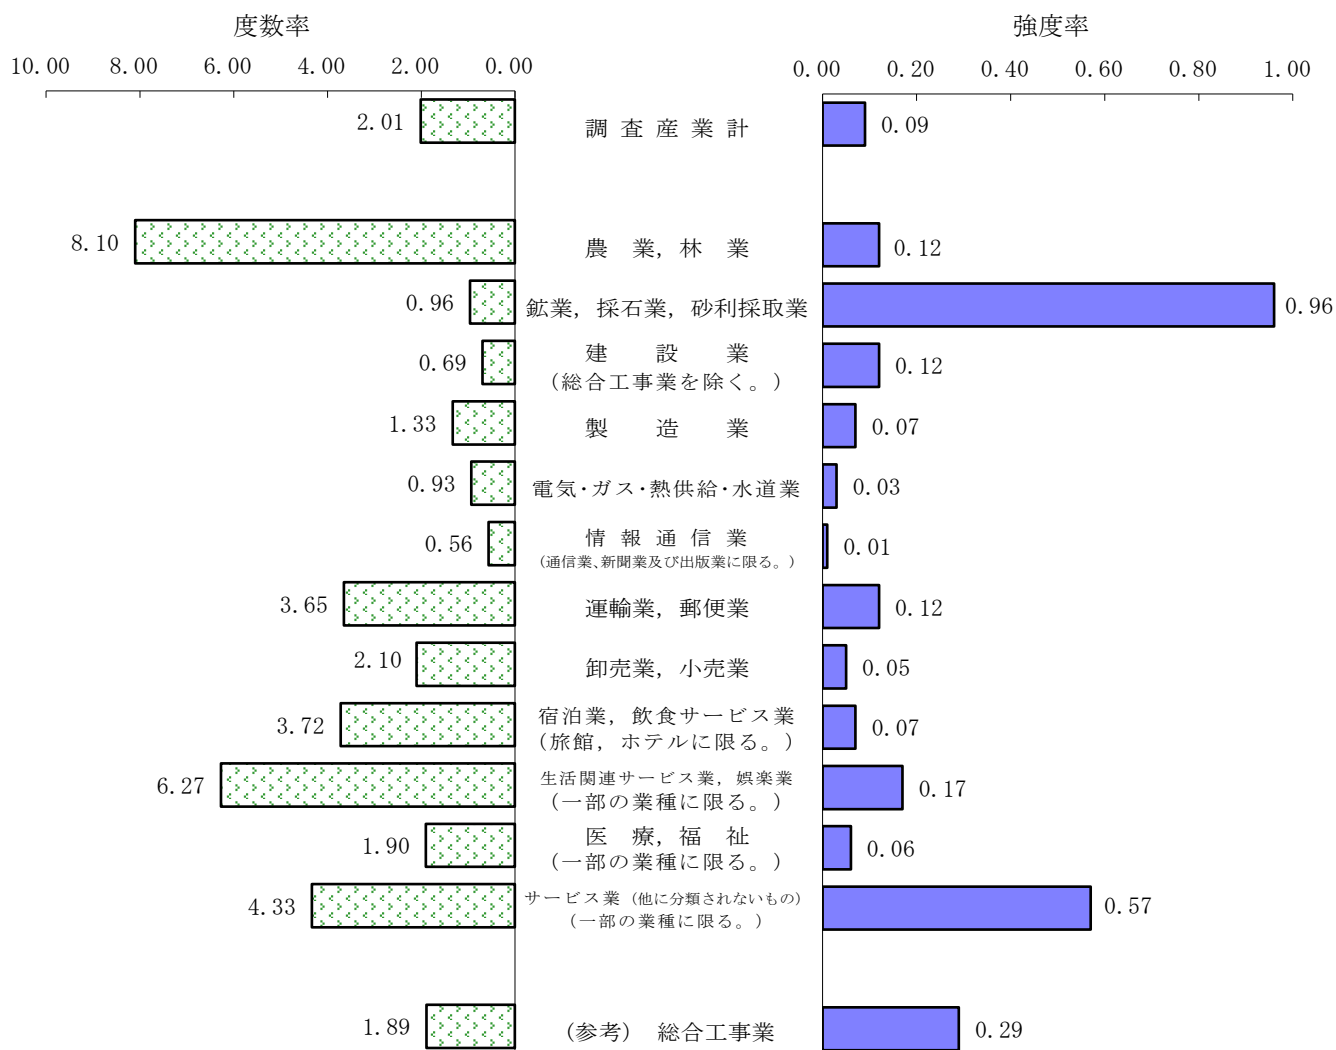 度数率 強度率
10.00 8.00 6.00 4.00 2.00 0.00 0.00 0.20 0.40 0.60 0.80 1.00
2.01 調査産業計 0.09
8.10 農業，林業 0.12
0.96 鉱業，採石業，砂利採取業 0.96
建設業
0.69 0.12
（総合工事業を除く。）
1.33 製造業 0.07
0.93 電気・ガス・熱供給・水道業 0.03
情報通信業
0.56 0.01
（通信業、新聞業及び出版業に限る。）
3.65 運輸業，郵便業 0.12
2.10 卸売業，小売業 0.05
宿泊業，飲食サービス業
3.72 0.07
（旅館，ホテルに限る。）
生活関連サービス業，娯楽業
6.27 0.17
（一部の業種に限る。）
医療，福祉
1.90 0.06
（一部の業種に限る。）
サービス業（他に分類されないもの）
4.33 0.57
（一部の業種に限る。）
1.89 （参考） 総合工事業 0.29